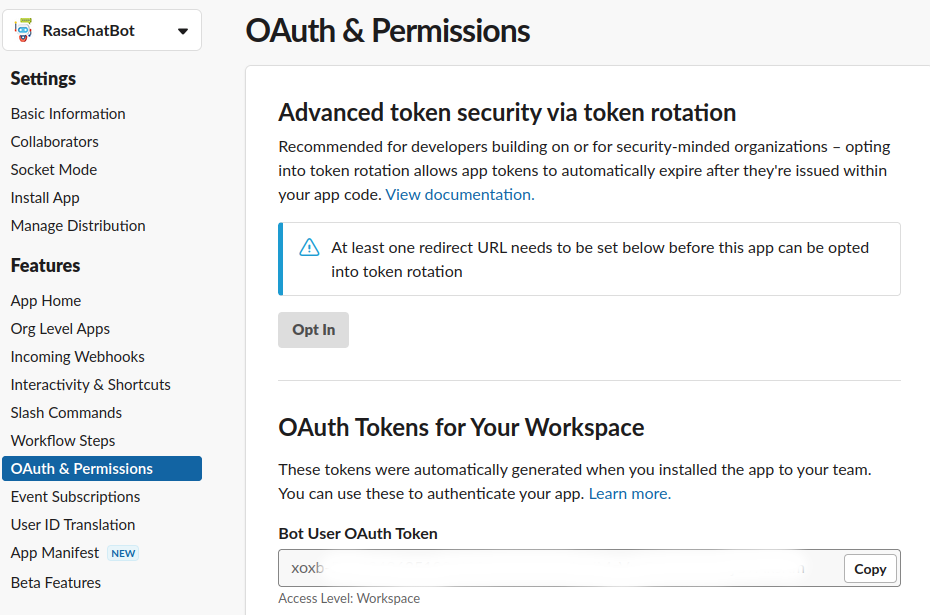 RasaChatBot
OAuth & Permissions
Settings
Basic Information
Collaborators
Socket Mode
Install App
Manage Distribution
Features
App Home
Org Level Apps
Incoming Webhooks
Interactivity & Shortcuts
Slash Commands
Workflow Steps
OAuth & Permissions
Event Subscriptions
User ID Translation
App Manifest NEW
Beta Features
Advanced token security via token rotation
Recommended for developers building on or for security-minded organizations – opting
into token rotation allows app tokens to automatically expire after they're issued within
your app code. View documentation.
At least one redirect URL needs to be set below before this app can be opted
into token rotation
Opt In
OAuth Tokens for Your Workspace
These tokens were automatically generated when you installed the app to your team.
You can use these to authenticate your app. Learn more.
Bot User OAuth Token
xoxb
Copy
Access Level: Workspace